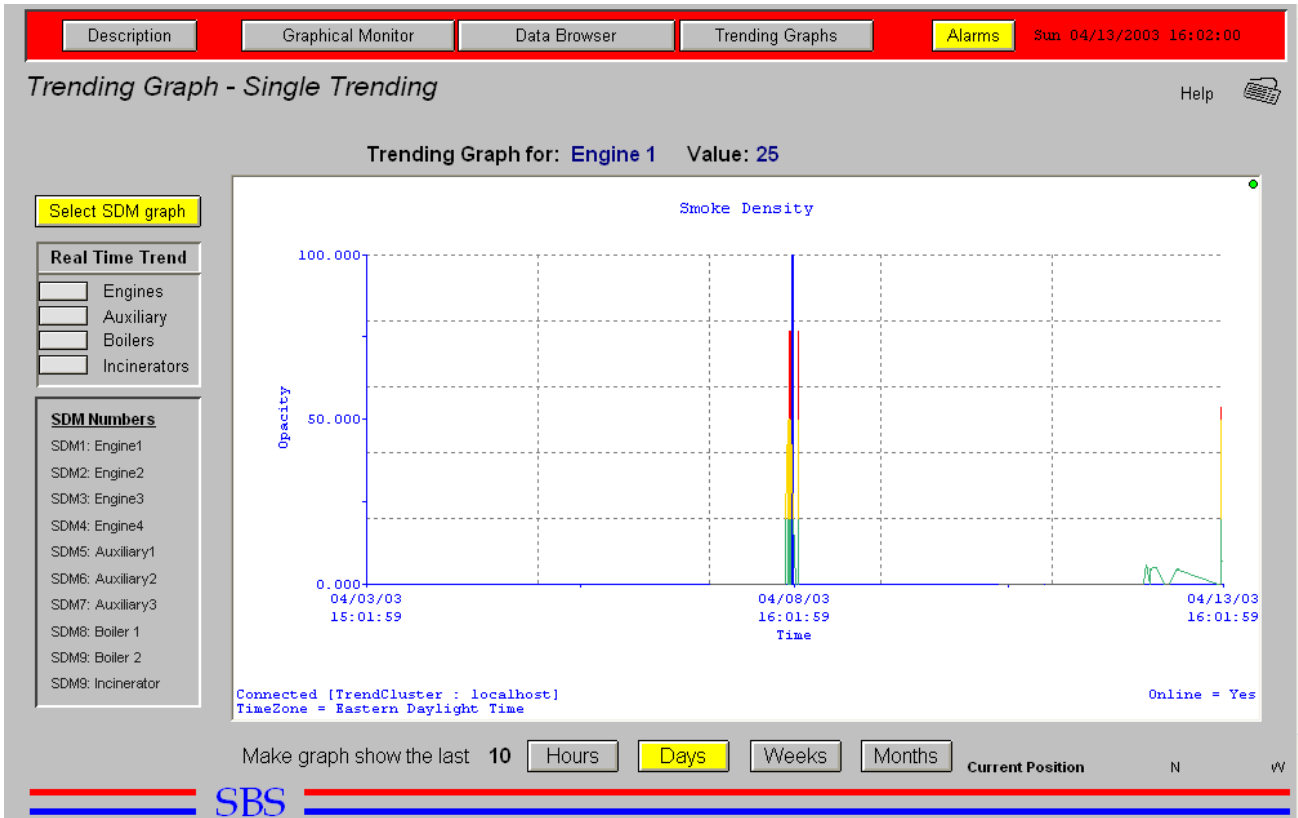 Description Graphical Monitor Data Browser Trending Graphs Alarms Sun 04/13/2003 16:02:00
Trending Graph - Single Trending
Help
Trending Graph for: Engine 1 Value: 25
Select SDM graph
Real Time Trend
Engines
Auxiliary
Boilers
Incinerators
SDM Numbers
SDM1: Engine1
SDM2: Engine2
SDM3: Engine3
SDM4: Engine4
SDM5: Auxiliary1
SDM6: Auxiliary2
SDM7: Auxiliary3
SDM8: Boiler 1
SDM9: Boiler 2
SDM9: Incinerator
Smoke Density
100.000
Opacity
50.000
0.000
04/03/03 04/08/03 04/13/03
15:01:59 16:01:59 16:01:59
Time
Connected [TrendCluster : localhost] Online = Yes
TimeZone = Eastern Daylight Time
Make graph show the last 10 Hours Days Weeks Months
Current Position N W
SBS